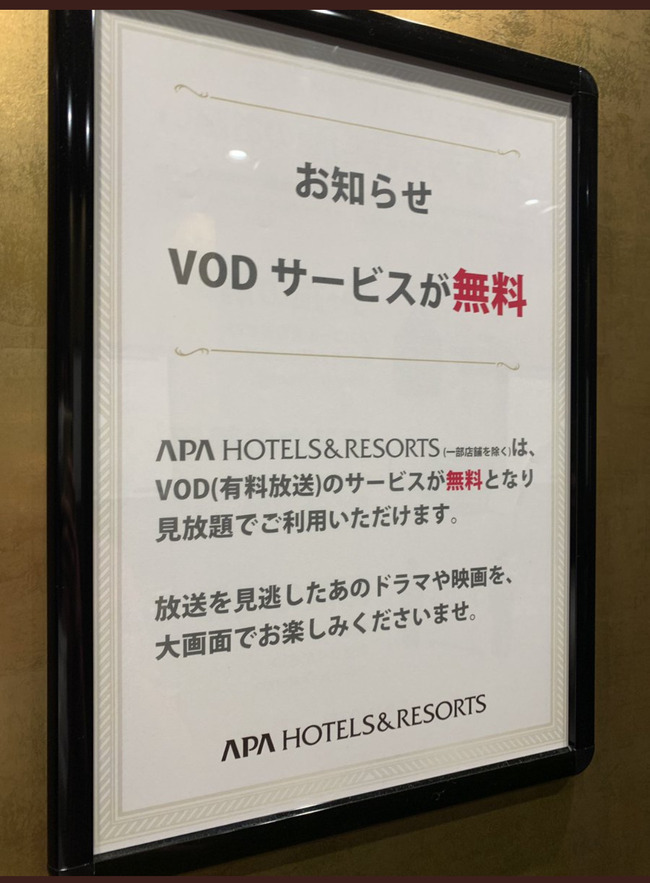 お知らせ
VOD サービスが無料
APA HOTELS&RESORTS(一部店舗を除く)は、
VOD(有料放送)のサービスが無料となり
見放題でご利用いただけます。
放送を見逃したあのドラマや映画を、
大画面でお楽しみくださいませ。
APA HOTELS&RESORTS